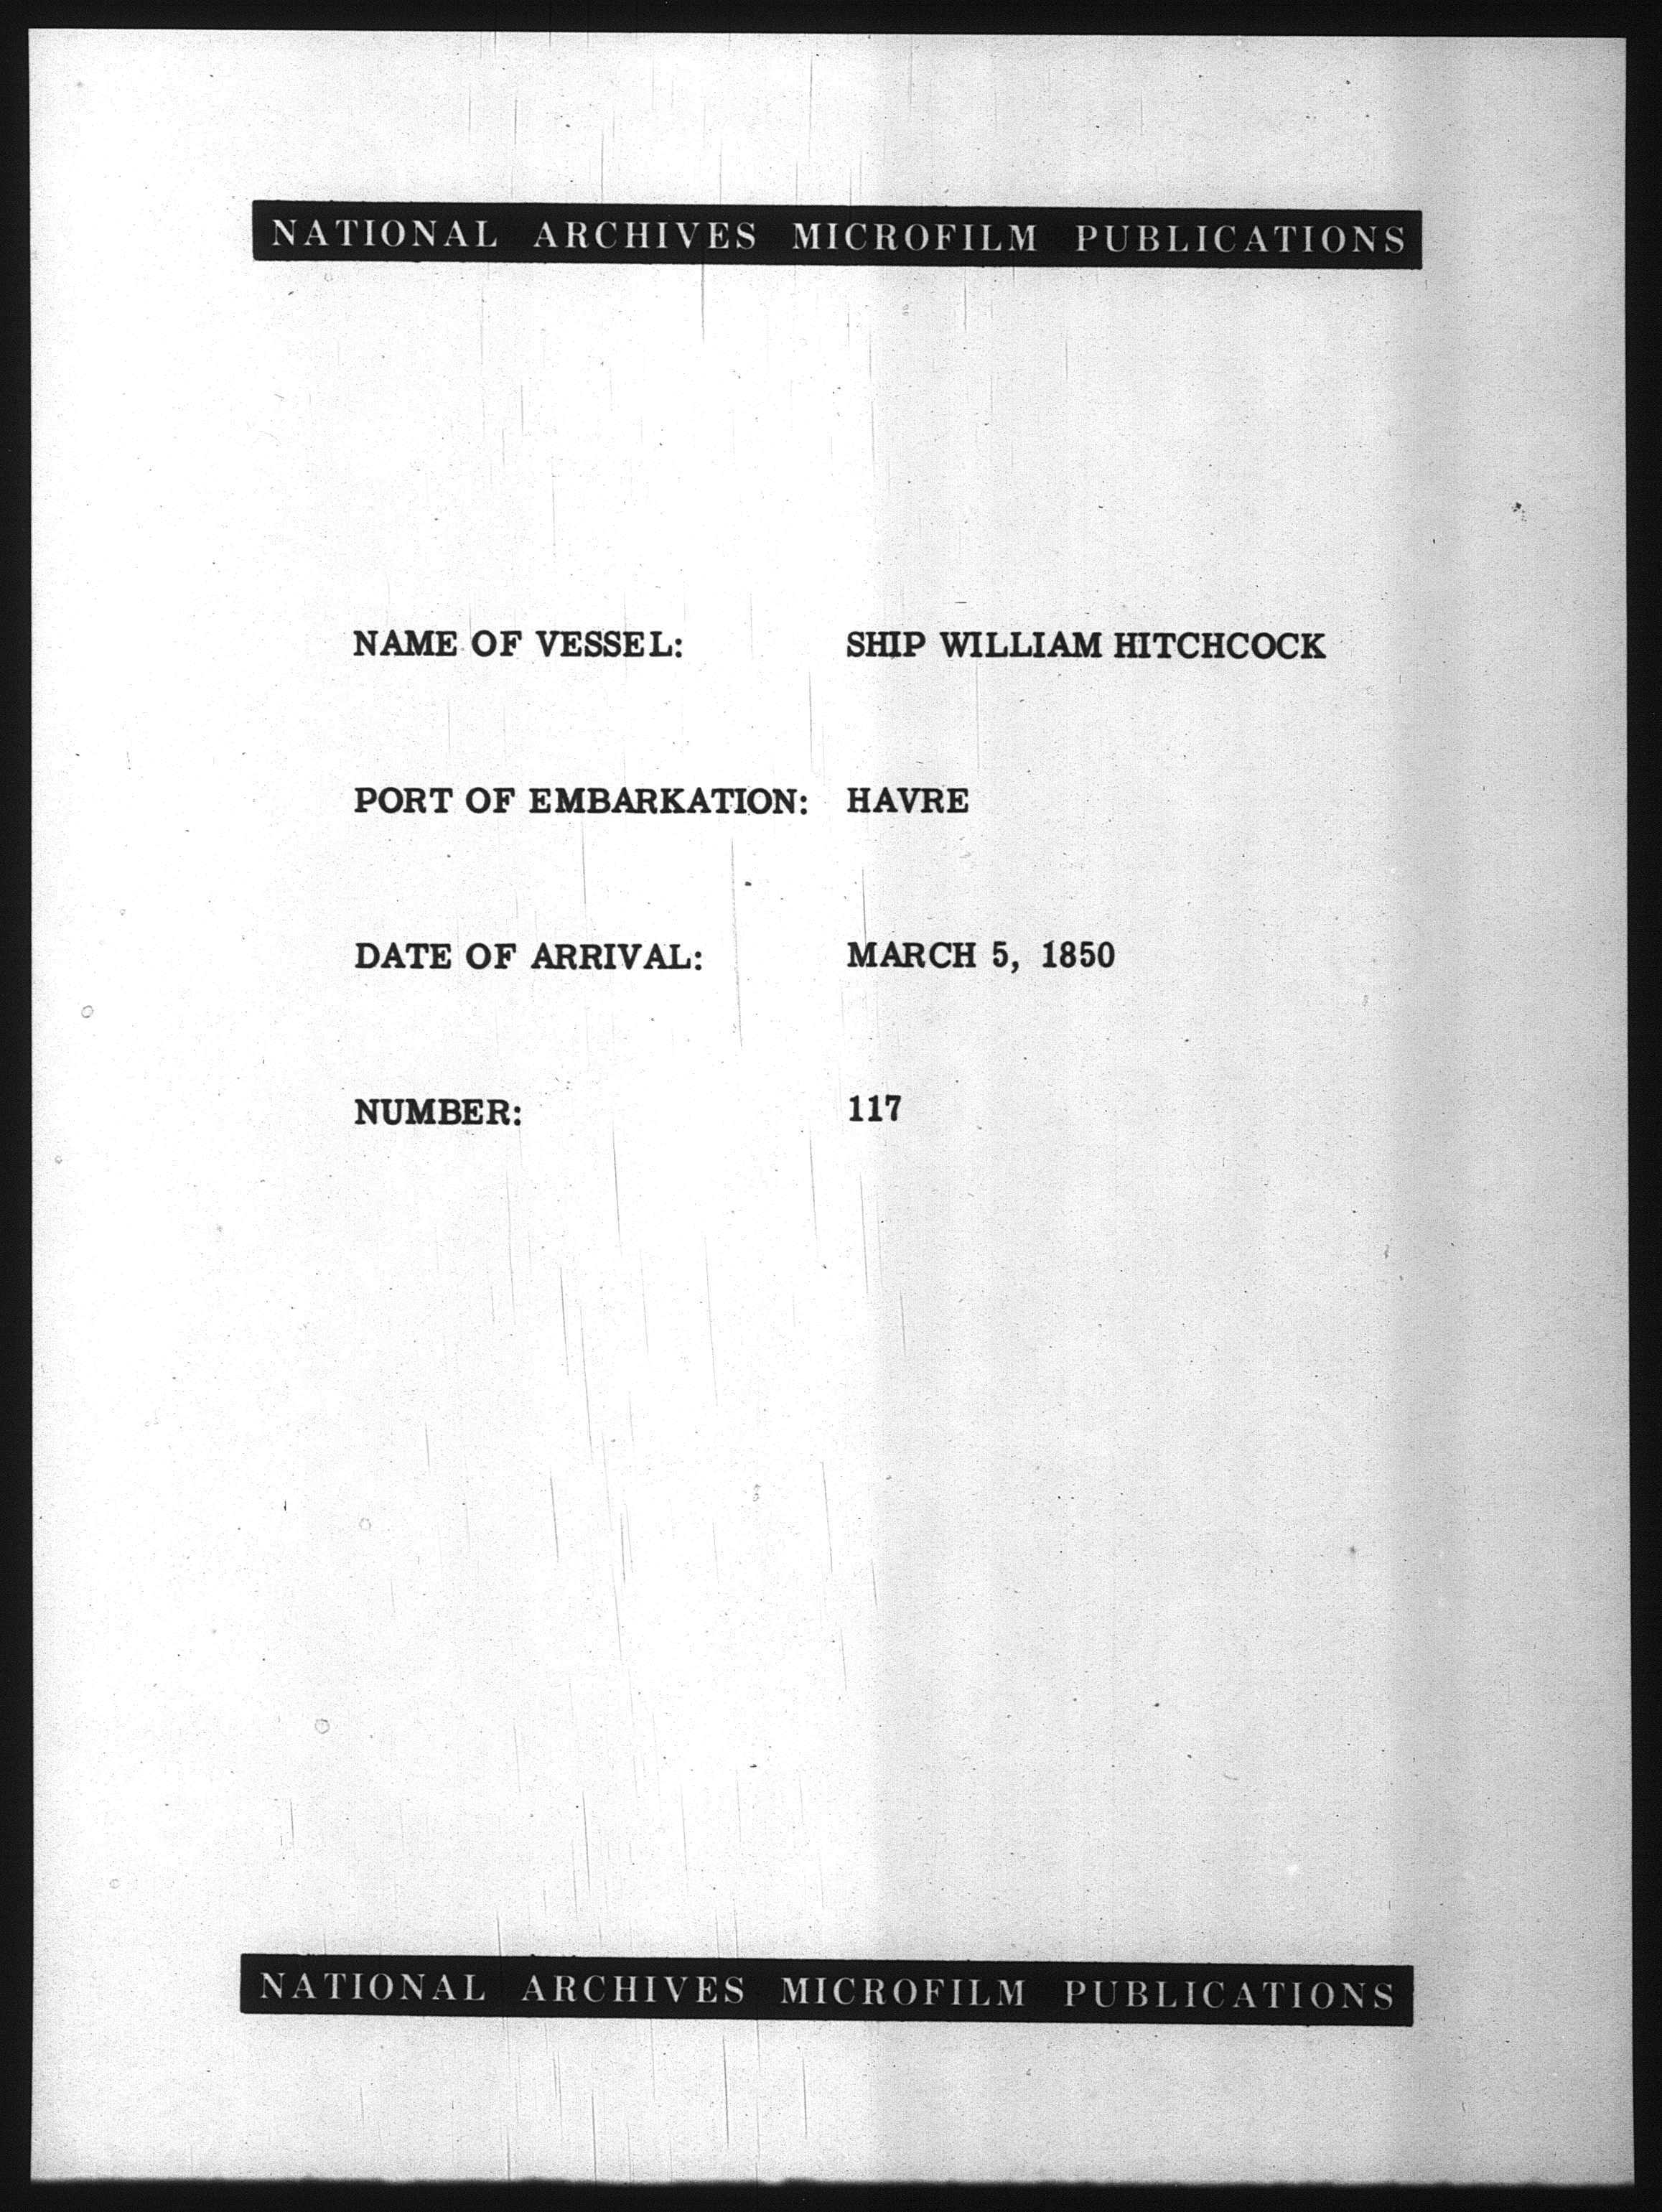 NATIONAL ARCHIVES MICROFILM PUBLICATIONS
NAME OF VESSEL: SHIP WILLIAM HITCHCOCK
PORT OF EMBARKATION: HAVRE
DATE OF ARRIVAL: MARCH 5, 1850
NUMBER: 117
NATIONAL ARCHIVES MICROFILM PUBLICATIONS